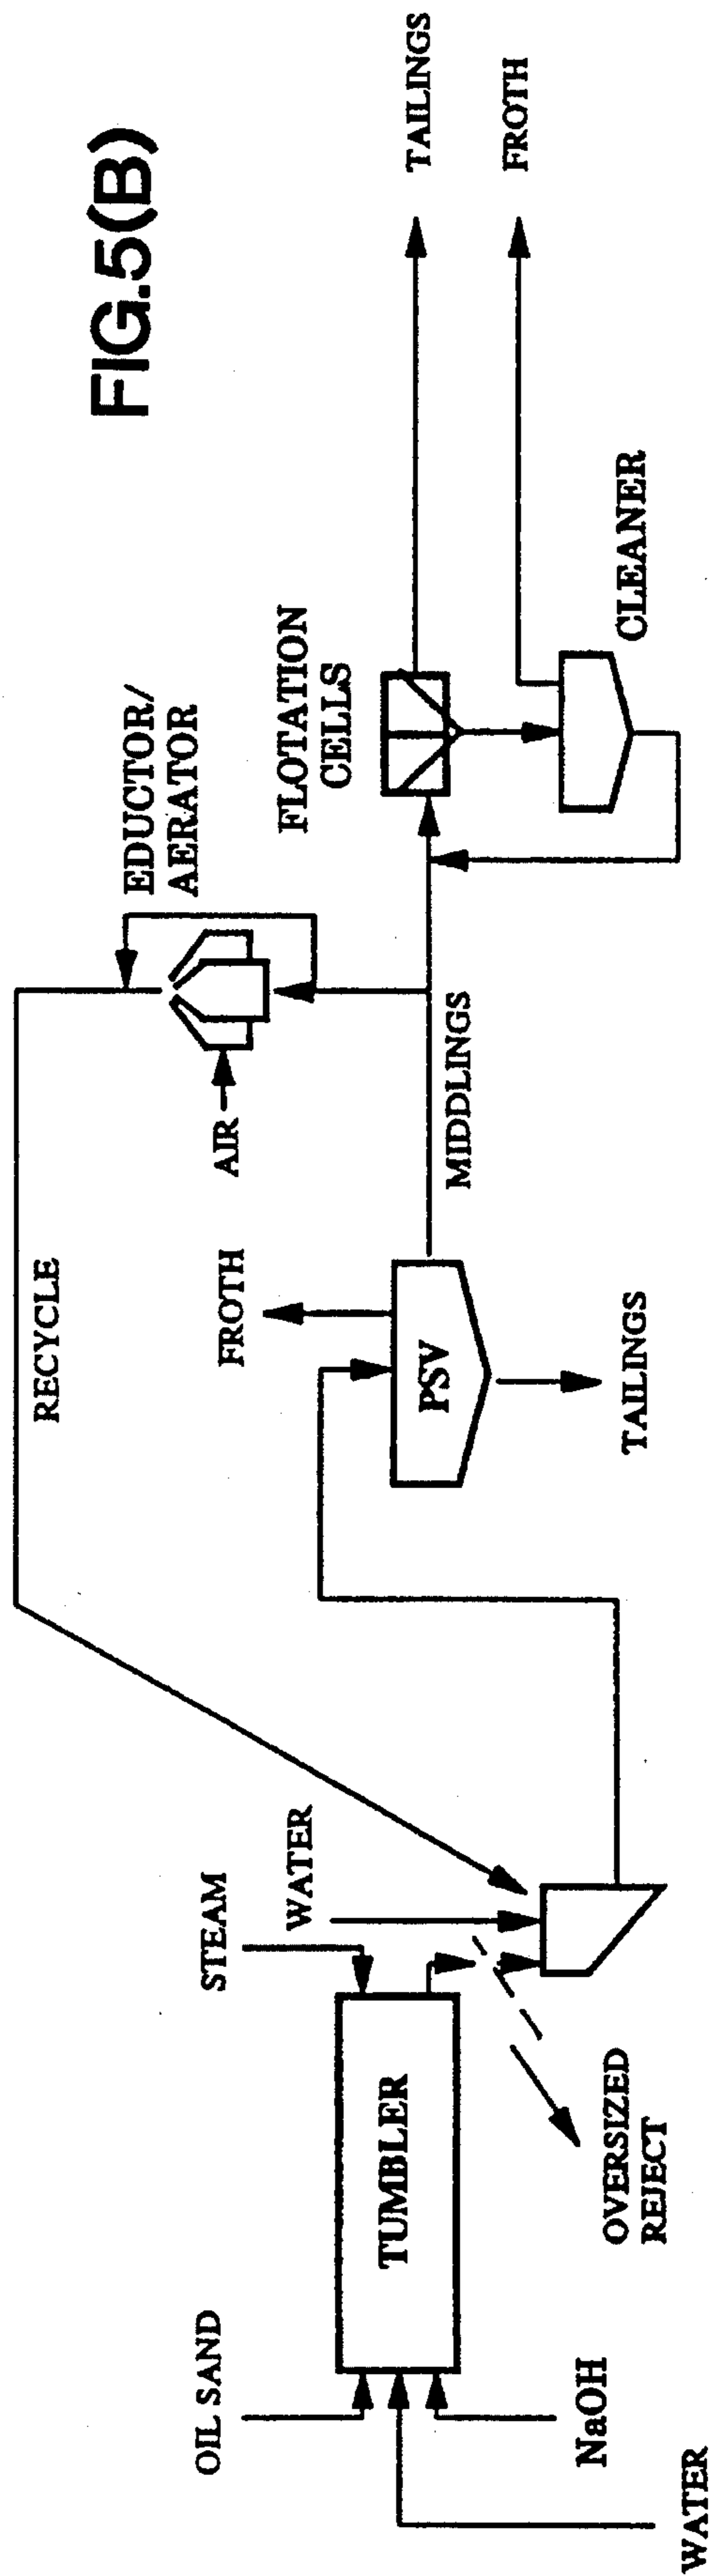 FIG.5(B)
RECYCLE
EDUCTOR/
AERATOR
AIR
FLOTATION
CELLS
TAILINGS
FROTH
CLEANER
MIDDLINGS
FROTH
PSV
TAILINGS
STEAM
WATER
OIL SAND
TUMBLER
OVERSIZED
REJECT
NaOH
WATER